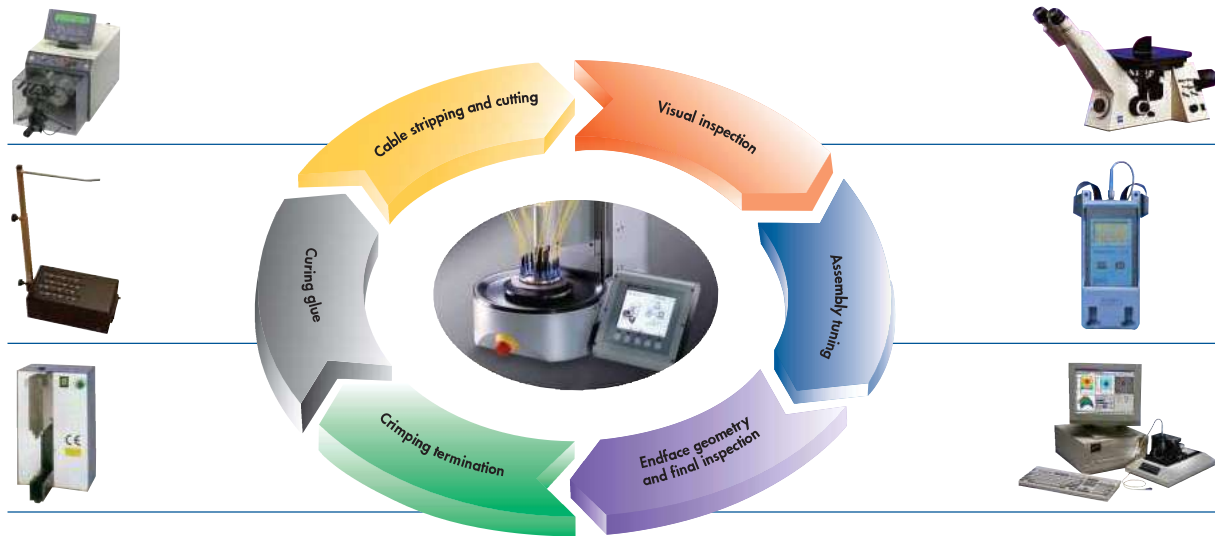 Cable stripping and cutting
Visual inspection
Curing glue
Assembly tuning
Crimping termination
Endface geometry
and final inspection
CE